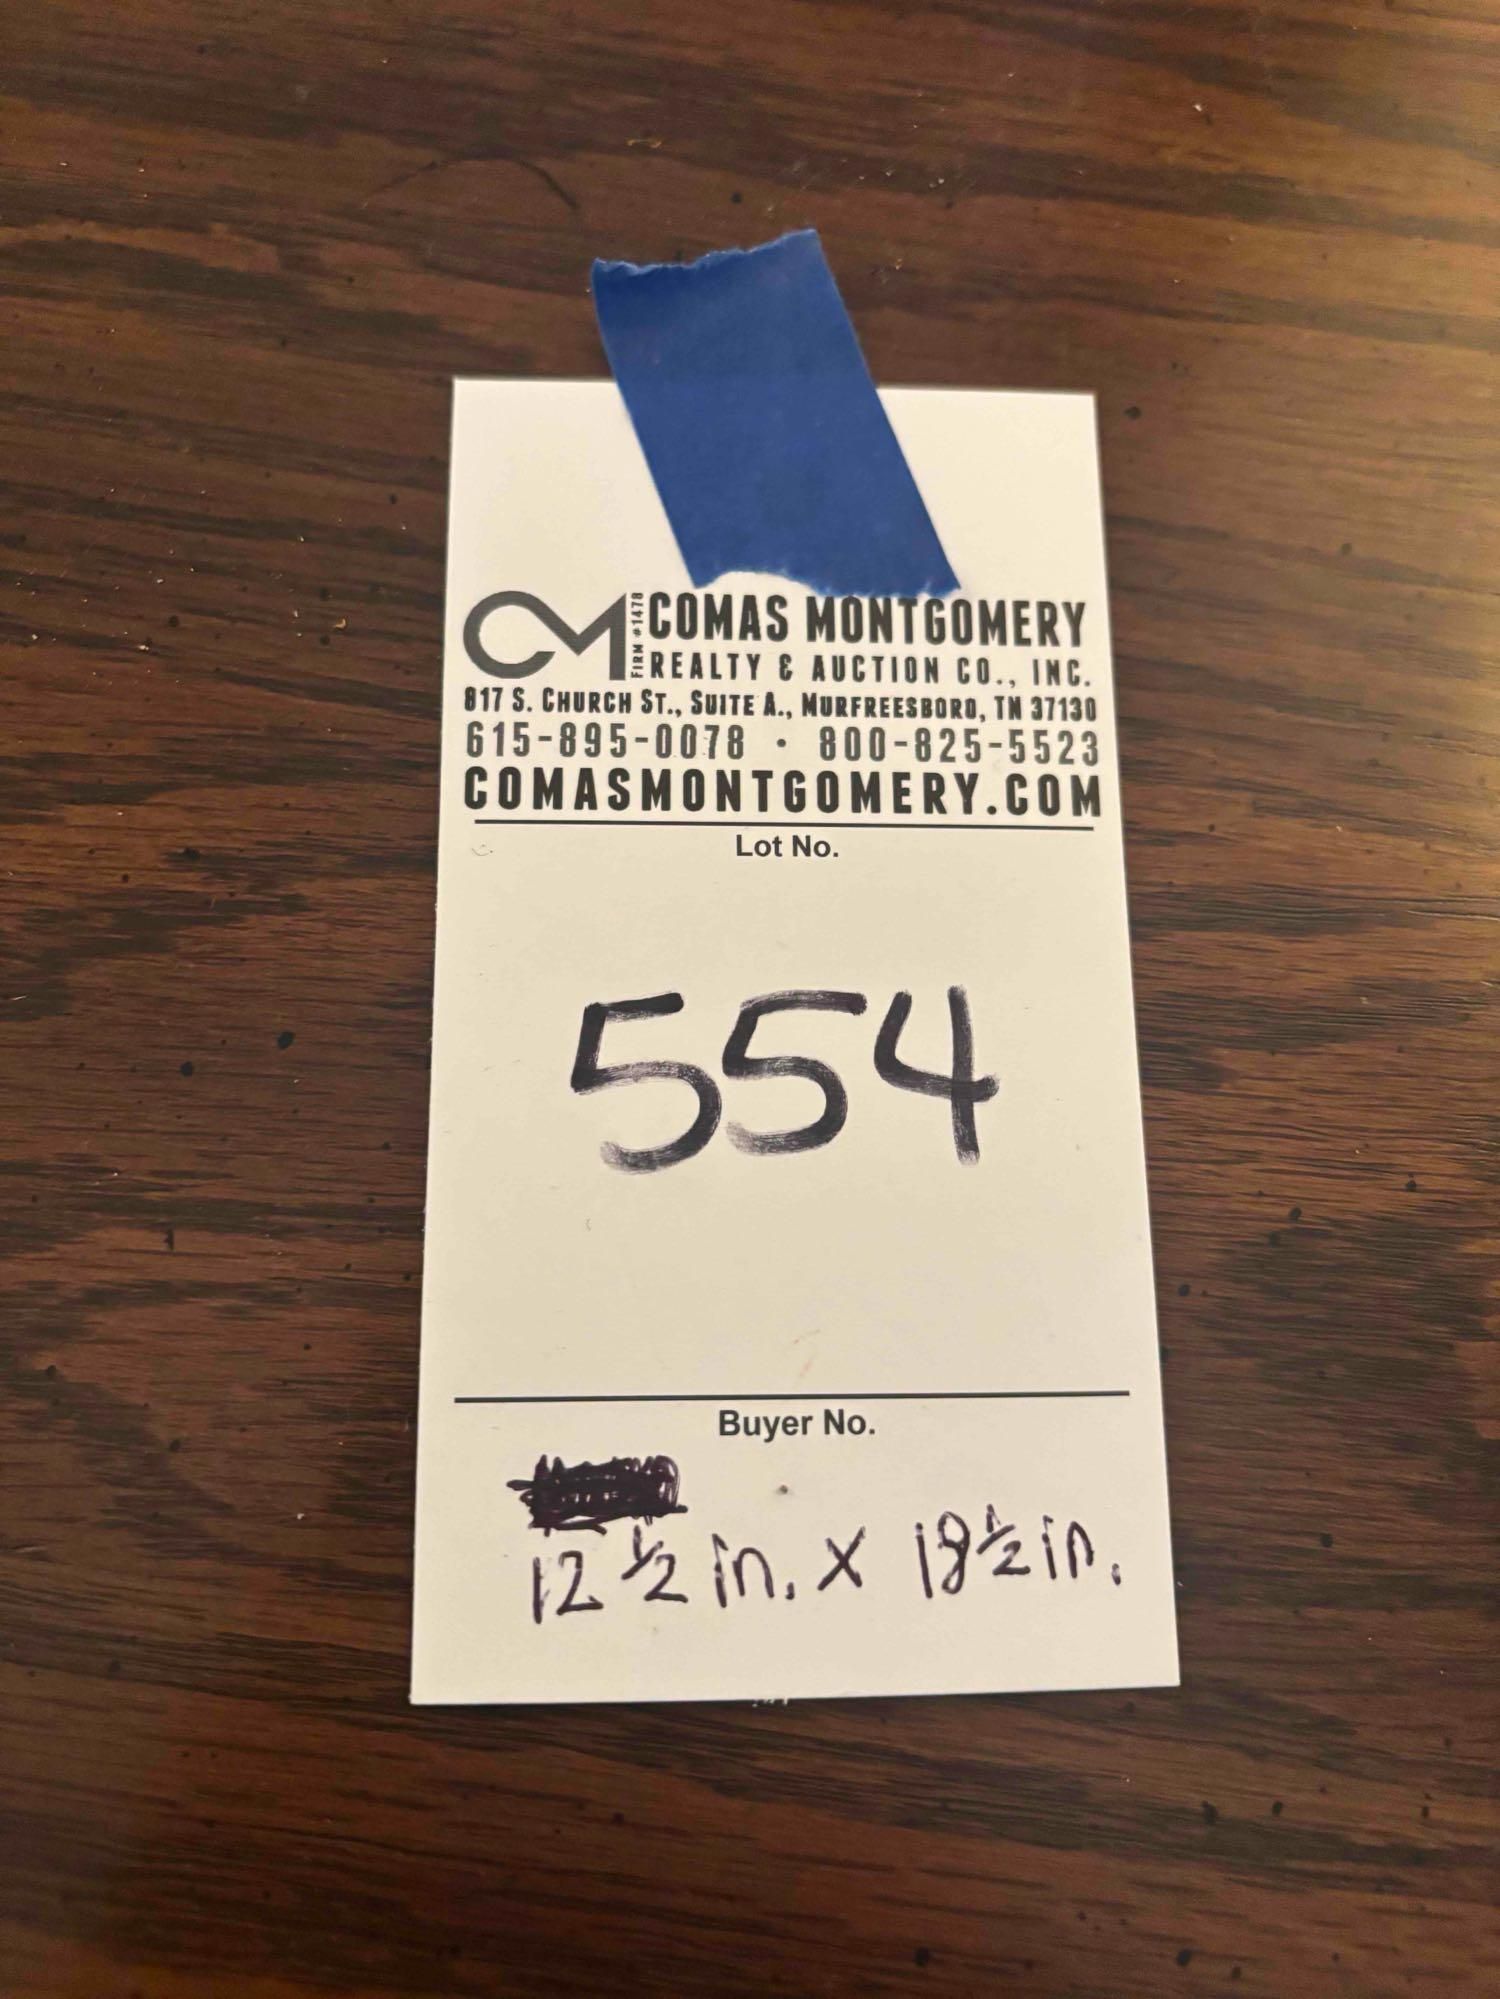 CM FIRM #1478 COMAS MONTGOMERY
REALTY & AUCTION CO., INC.
817 S. CHURCH ST., SUITE A., MURFREESBORO, TN 37130
615-895-0078 · 800-825-5523
COMASMONTGOMERY.COM
Lot No.
554
Buyer No.
12 1/2 in. x 18 1/2 in.